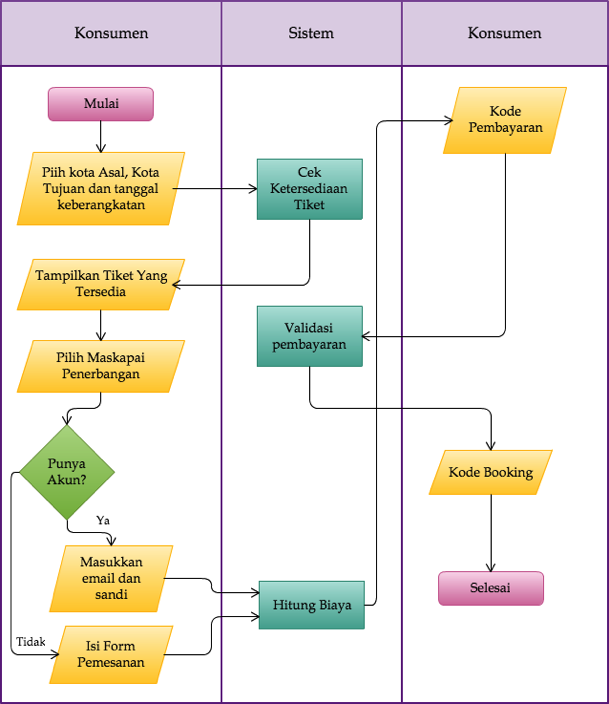 Konsumen
Sistem
Konsumen
Mulai
Piih kota Asal, Kota
Tujuan dan tanggal
keberangkatan
Cek
Ketersediaan
Tiket
Kode
Pembayaran
Tampilkan Tiket Yang
Tersedia
Validasi
pembayaran
Pilih Maskapai
Penerbangan
Punya
Akun?
Kode Booking
Ya
Masukkan
email dan
sandi
Hitung Biaya
Selesai
Tidak
Isi Form
Pemesanan